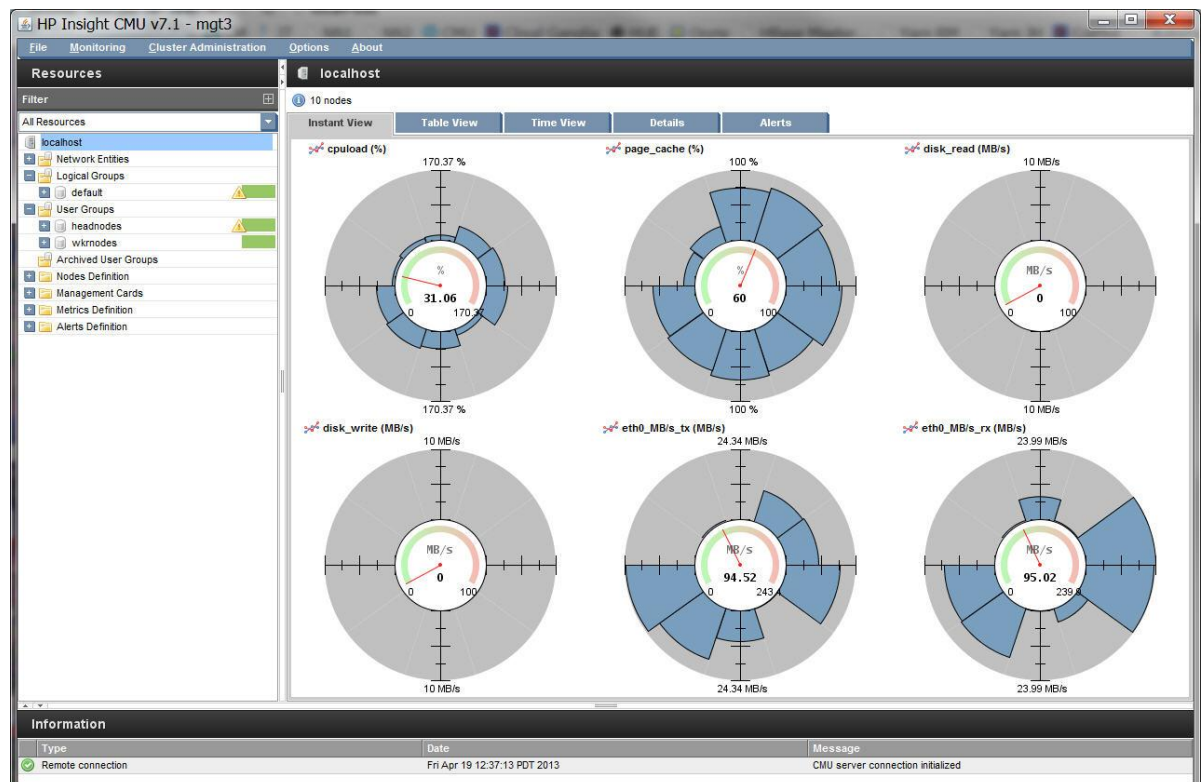 HP Insight CMU v7.1 - mgt3
File Monitoring Cluster Administration Options About
Resources
Filter
All Resources
localhost
Network Entities
Logical Groups
default
User Groups
headnodes
wkrnodes
Archived User Groups
Nodes Definition
Management Cards
Metrics Definition
Alerts Definition
localhost
10 nodes
Instant View Table View Time View Details Alerts
cpuload (%)
170.37 %
%
31.06
0 170.37
170.37 %
page_cache (%)
100 %
%
60
0 100
100 %
disk_read (MB/s)
10 MB/s
MB/s
0
0 100
10 MB/s
disk_write (MB/s)
10 MB/s
MB/s
0
0 100
10 MB/s
eth0_MB/s_tx (MB/s)
24.34 MB/s
MB/s
94.52
0 243.4
24.34 MB/s
eth0_MB/s_rx (MB/s)
23.99 MB/s
MB/s
95.02
0
23.99 MB/s
Information
Type Date Message
Remote connection Fri Apr 19 12:37:13 PDT 2013 CMU server connection initialized